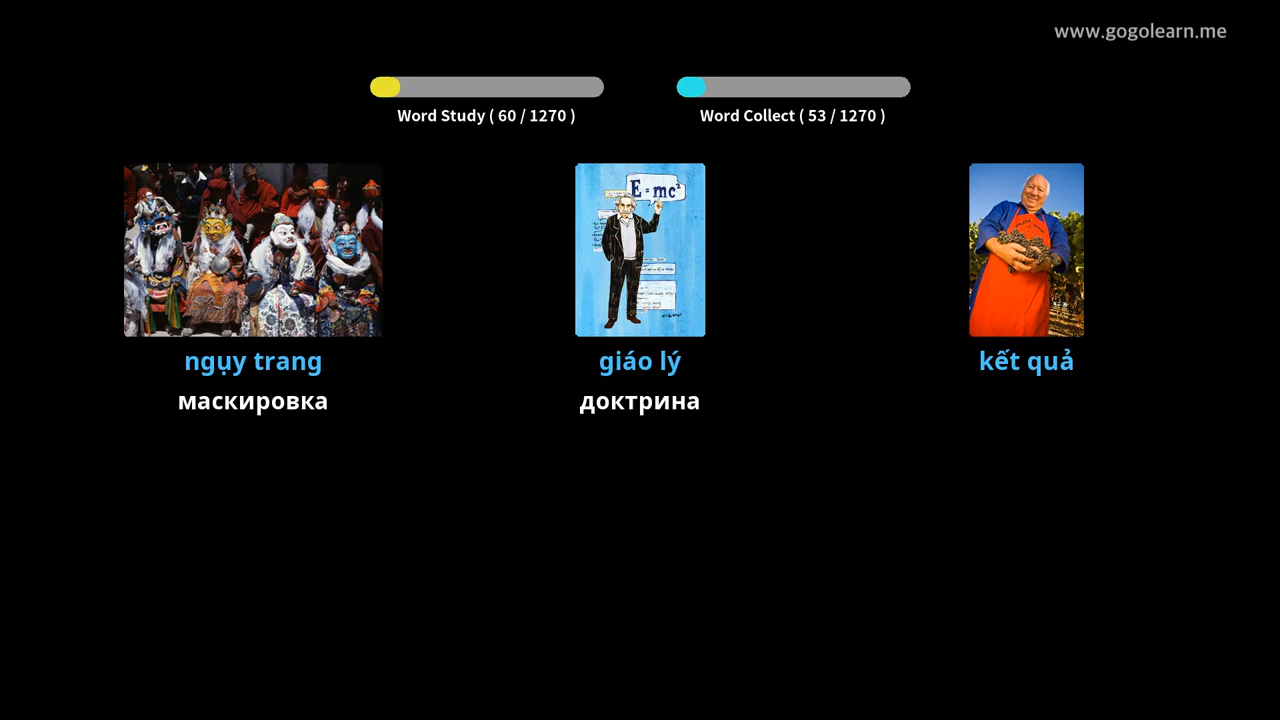 www.gogolearn.me
Word Study ( 60 / 1270 )
Word Collect ( 53 / 1270 )
E=mc²
ngụy trang
giáo lý
kết quả
маскировка
доктрина